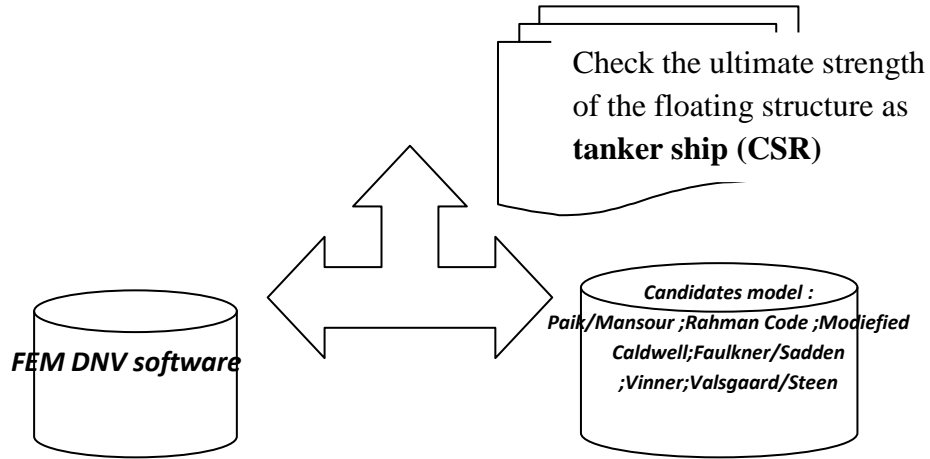 Check the ultimate strength
of the floating structure as
tanker ship (CSR)
FEM DNV software
Candidates model :
Paik/Mansour ;Rahman Code ;Modiefied
Caldwell;Faulkner/Sadden
;Vinner;Valsgaard/Steen